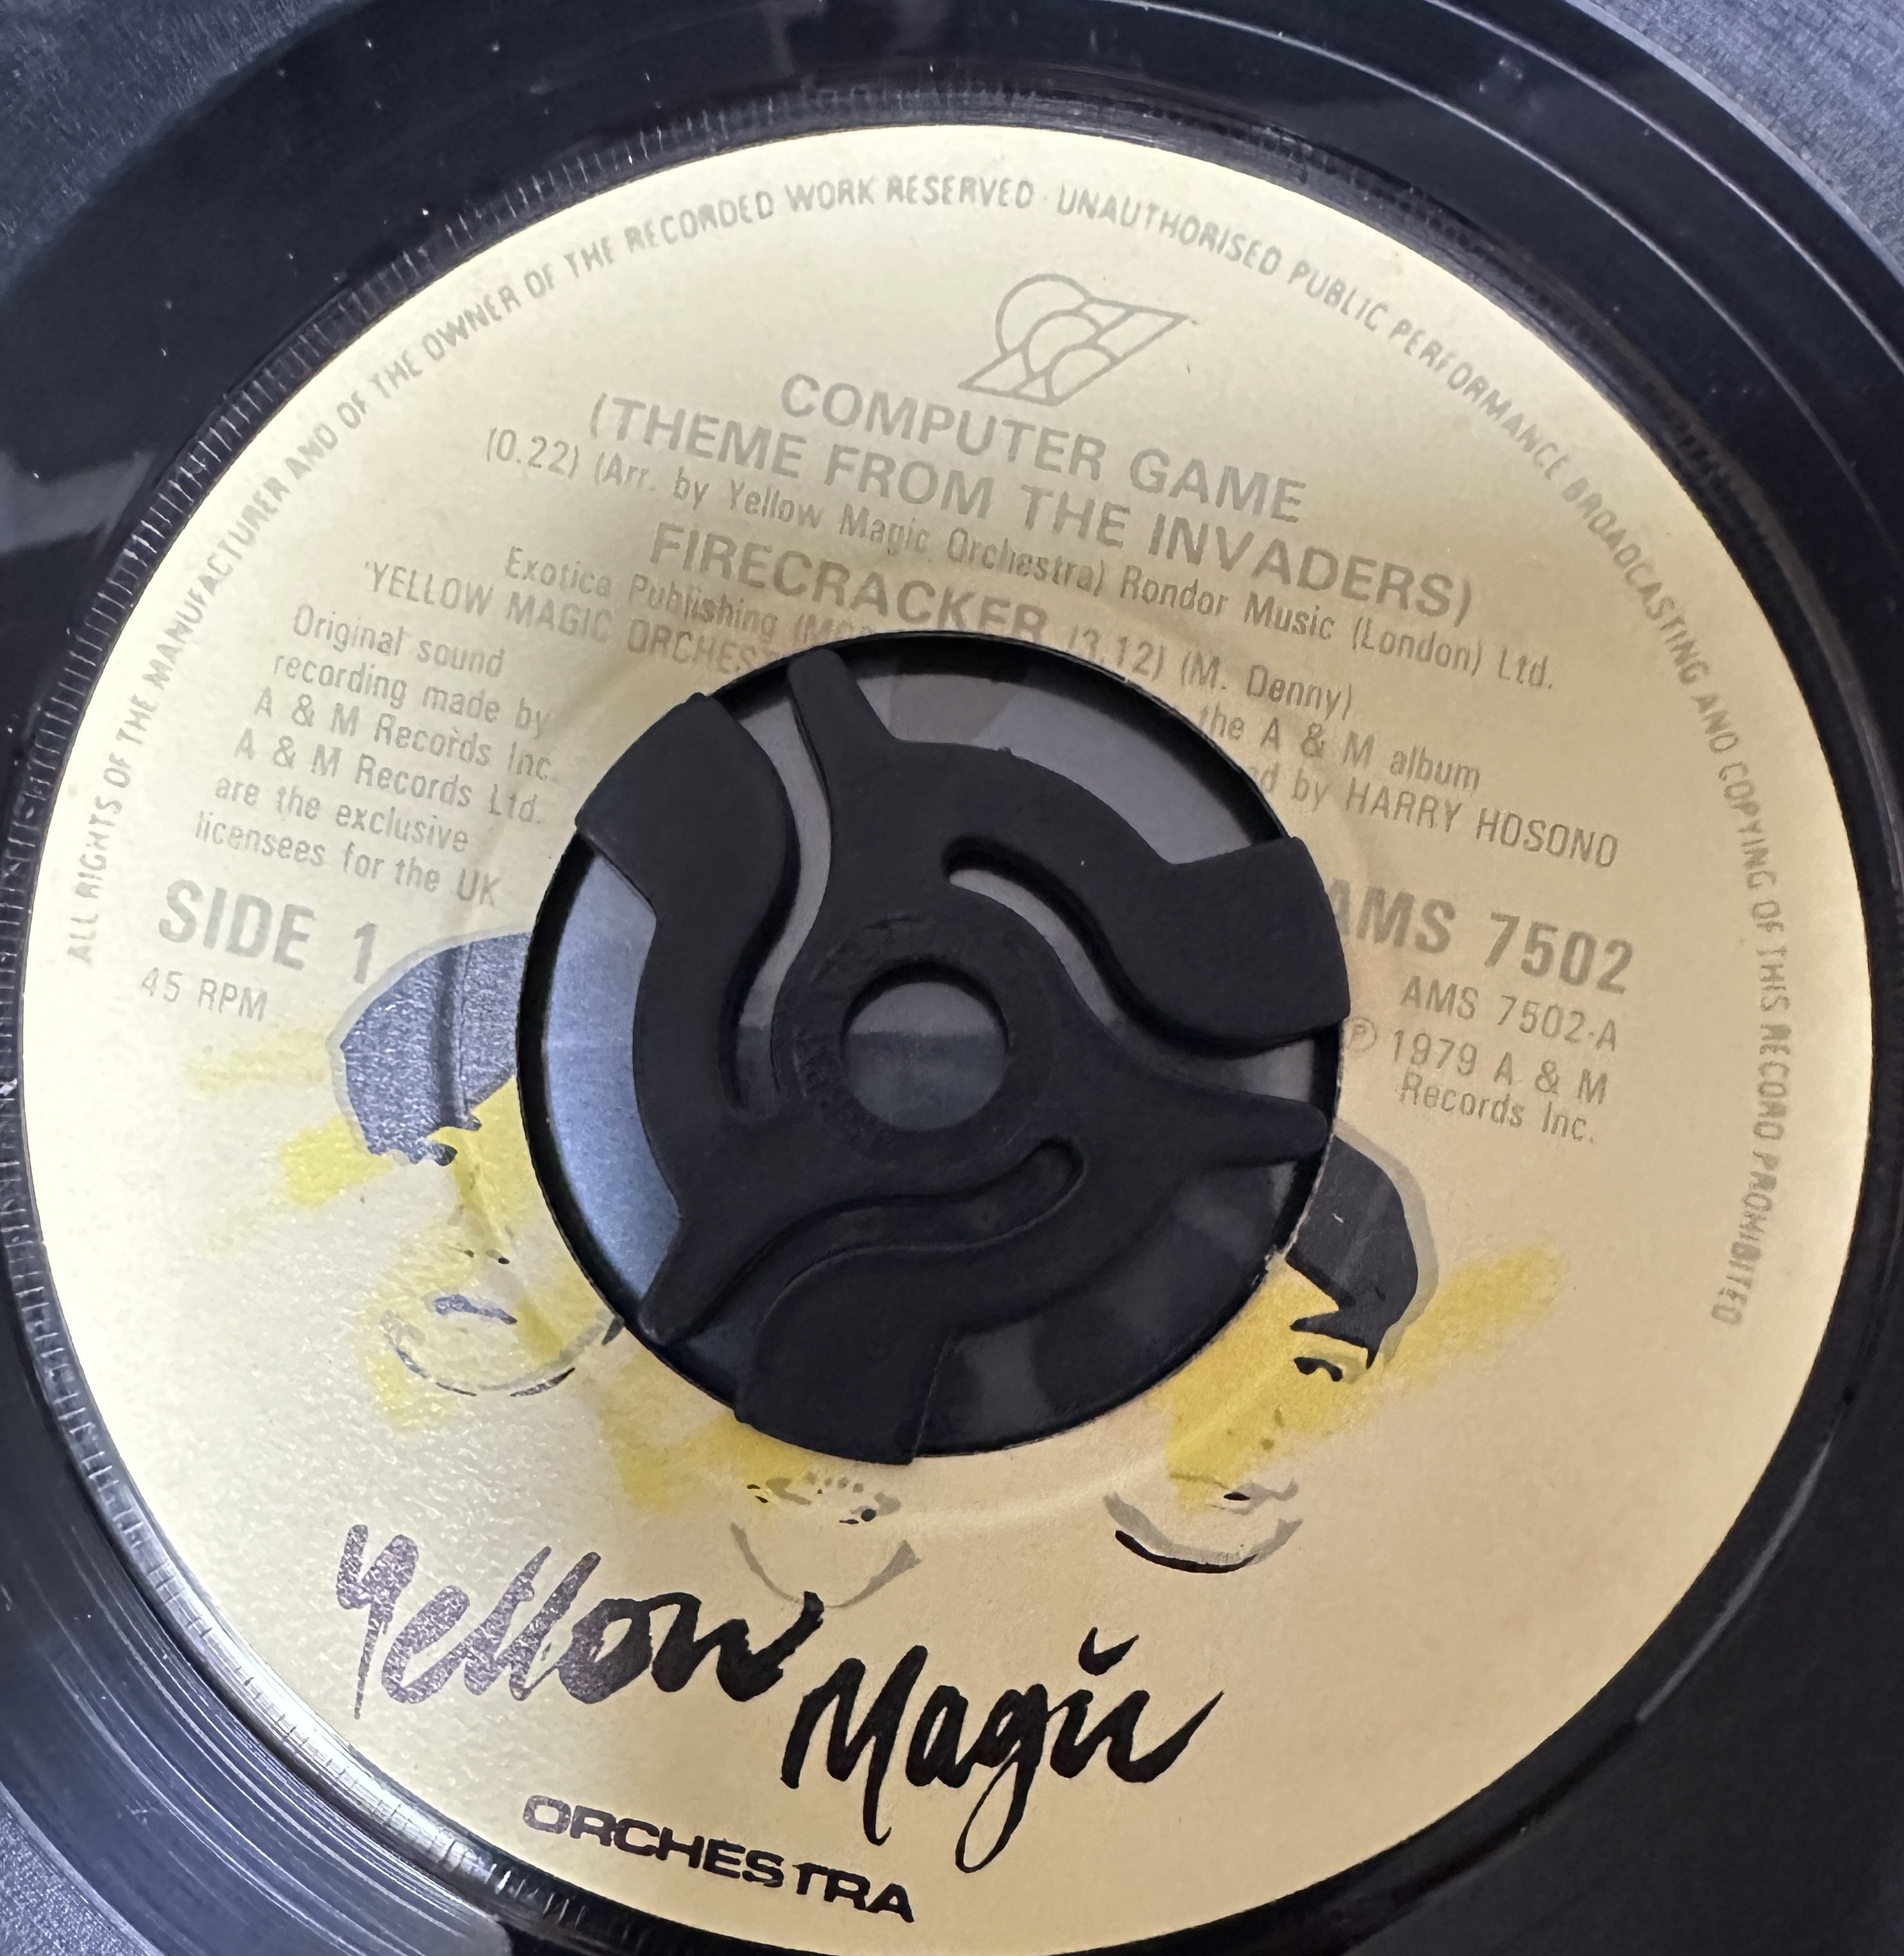 ALL RIGHTS OF THE MANUFACTURER AND OF THE OWNER OF THE RECORDED WORK RESERVED · UNAUTHORISED PUBLIC PERFORMANCE BROADCASTING AND COPYING OF THIS RECORD PROHIBITED
COMPUTER GAME
(THEME FROM THE INVADERS)
(0.22) (Arr. by Yellow Magic Orchestra) Rondor Music (London) Ltd.
FIRECRACKER (3.12) (M. Denny)
Exotica Publishing the A & M album
'YELLOW MAGIC by HARRY HOSONO
Original sound
recording made by
A & M Records Inc.
A & M Records Ltd.
are the exclusive
licensees for the UK
SIDE 1
45 RPM
AMS 7502
AMS 7502-A
℗ 1979 A & M
Records Inc.
Yellow
Magic
ORCHESTRA